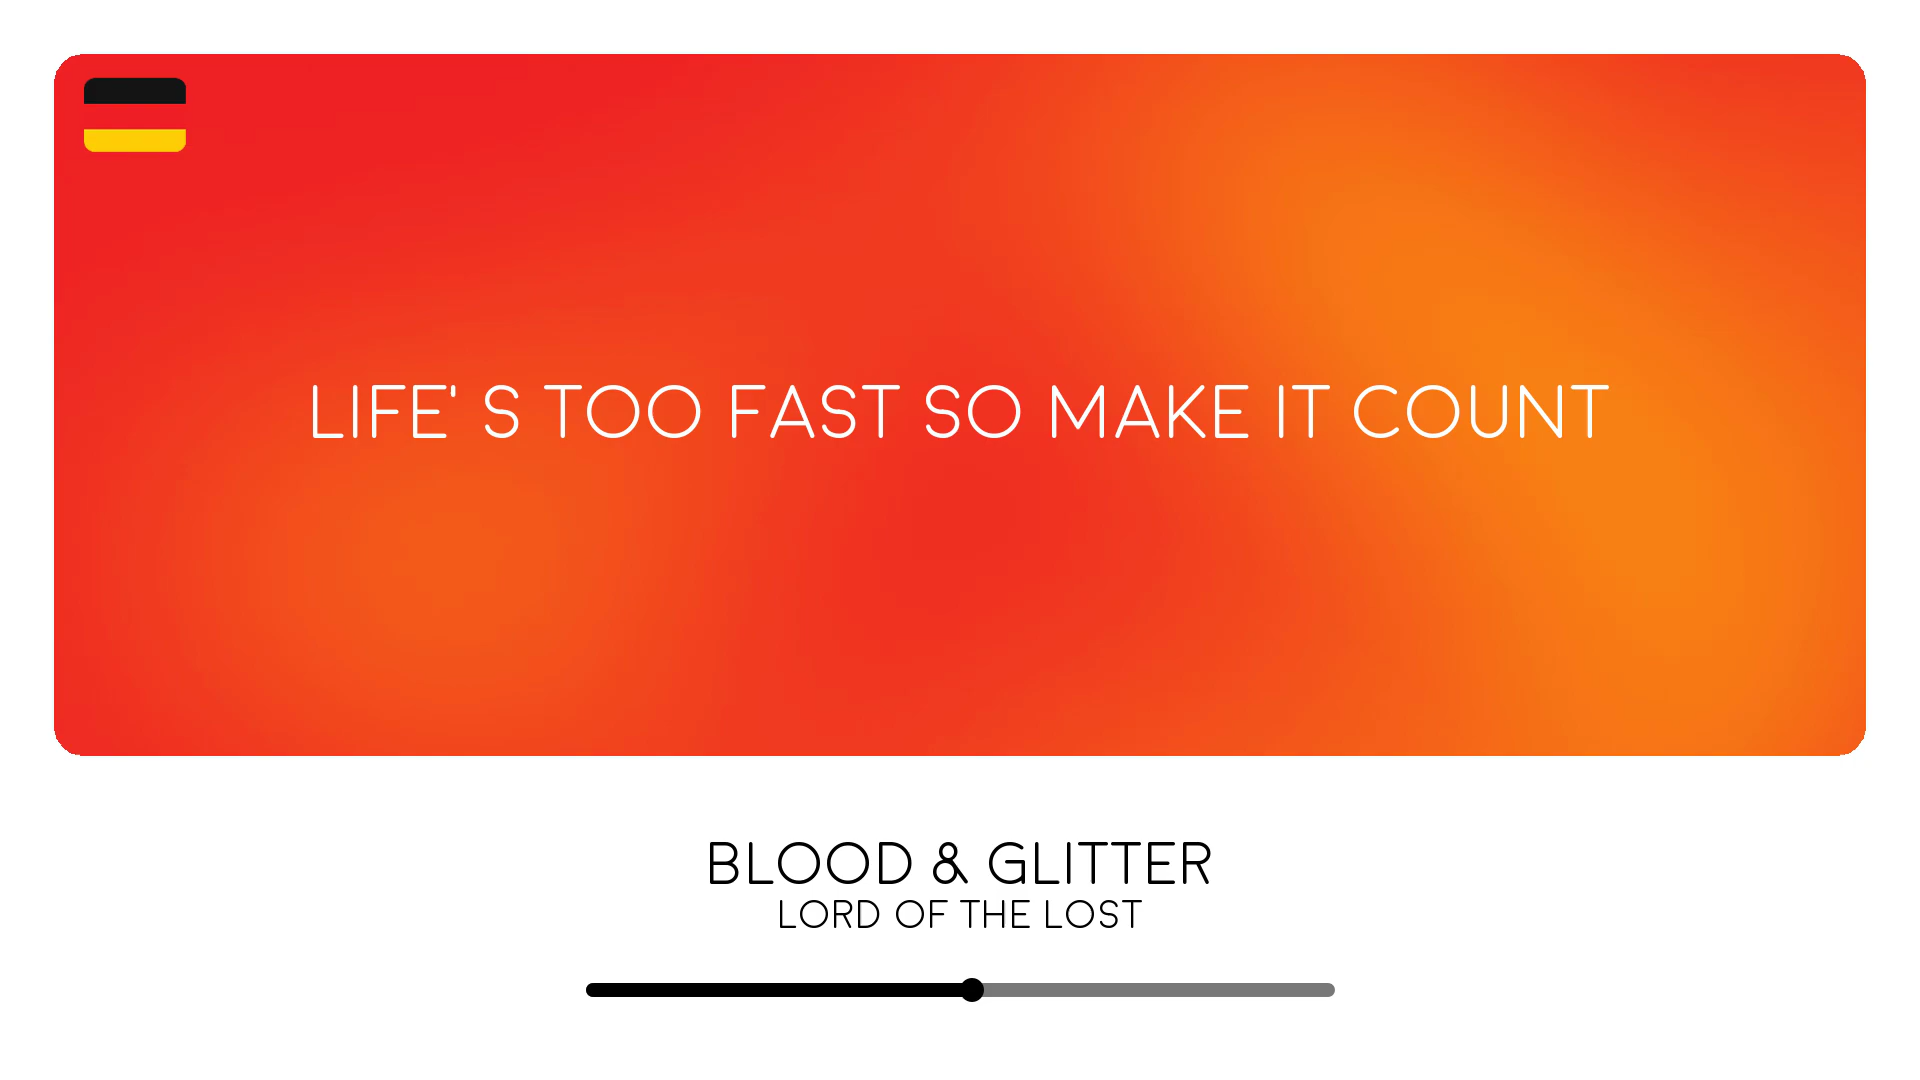 LIFE' S TOO FAST SO MAKE IT COUNT
BLOOD & GLITTER
LORD OF THE LOST